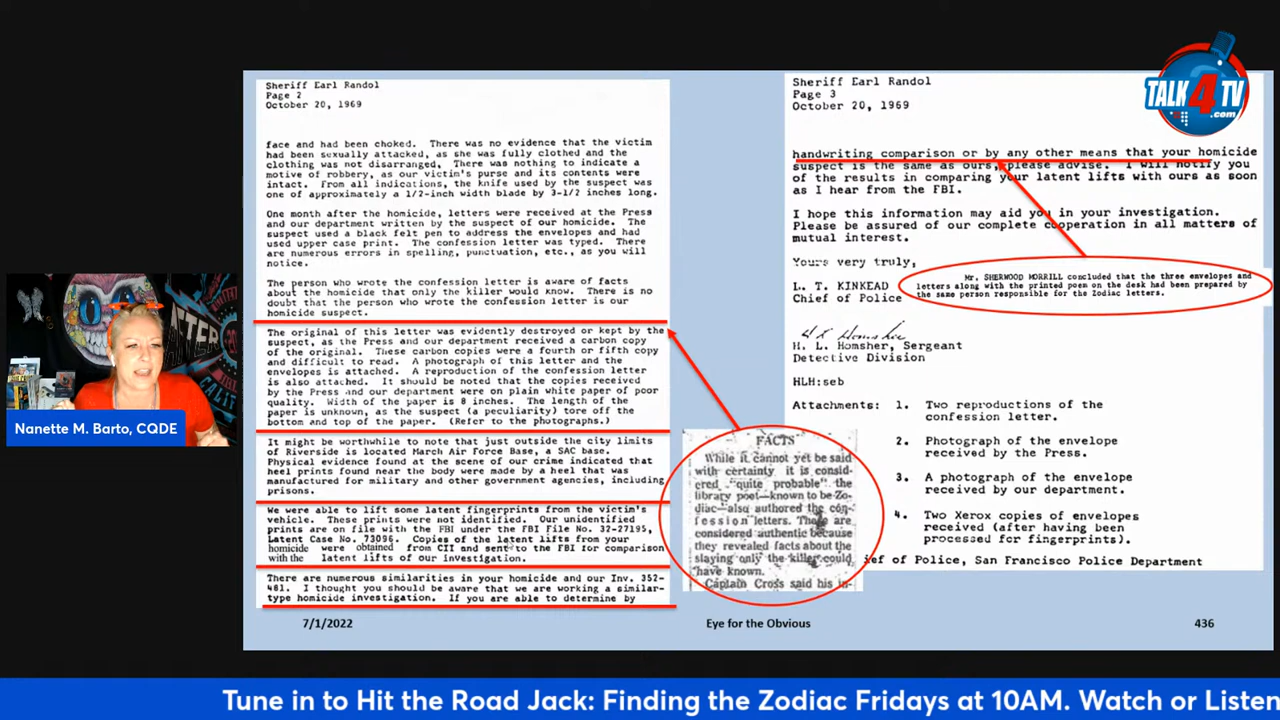 Sheriff Earl Randol
Page 2
October 20, 1969
face and had been choked. There was no evidence that the victim
had been sexually attacked, as she was fully clothed and the
clothing was not disarranged. There was nothing to indicate a
motive of robbery, as our victim's purse and its contents were
intact. From all indications, the knife used by the suspect was
one of approximately a 1/2-inch width blade by 3-1/2 inches long.
One month after the homicide, letters were received at the Press
and our department written by the suspect of our homicide. The
suspect used a black felt pen to address the envelopes and had
used upper case print. The confession letter was typed. There
are numerous errors in spelling, punctuation, etc., as you will
notice.
The person who wrote the confession letter is aware of facts
about the homicide that only the killer would know. There is no
doubt that the person who wrote the confession letter is our
homicide suspect.
The original of this letter was evidently destroyed or kept by the
suspect, as the Press and our department received a carbon copy
of the original. These carbon copies were a fourth or fifth copy
and difficult to read. A photograph of this letter and the
envelopes is attached. A reproduction of the confession letter
is also attached. It should be noted that the copies received
by the Press and our department were on plain white paper of poor
quality. Width of the paper is 8 inches. The length of the
paper is unknown, as the suspect (a peculiarity) tore off the
bottom and top of the paper. (Refer to the photographs.)
It might be worthwhile to note that just outside the city limits
of Riverside is located March Air Force Base, a SAC base.
Physical evidence found at the scene of our crime indicated that
heel prints found near the body were made by a heel that was
manufactured for military and other government agencies, including
prisons.
We were able to lift some latent fingerprints from the victim's
vehicle. These prints were not identified. Our unidentified
prints are on file with the FBI under the FBI File No. 32-27195,
Latent Case No. 73096. Copies of the latent lifts from your
homicide were obtained from CII and sent to the FBI for comparison
with the latent lifts of our investigation.
There are numerous similarities in your homicide and our Inv. 352-
481. I thought you should be aware that we are working a similar-
type homicide investigation. If you are able to determine by
Sheriff Earl Randol
Page 3
October 20, 1969
handwriting comparison or by any other means that your homicide
suspect is the same as ours, please advise. I will notify you
of the results in comparing your latent lifts with ours as soon
as I hear from the FBI.
I hope this information may aid you in your investigation.
Please be assured of our complete cooperation in all matters of
mutual interest.
Yours very truly,
L. T. KINKEAD
Chief of Police
Mr. SHERWOOD MORRILL concluded that the three envelopes and
letters along with the printed poem on the desk had been prepared by
the same person responsible for the Zodiac letters.
H L Homsher
H. L. Homsher, Sergeant
Detective Division
HLH:seb
Attachments: 1. Two reproductions of the
confession letter.
2. Photograph of the envelope
received by the Press.
3. A photograph of the envelope
received by our department.
4. Two Xerox copies of envelopes
received (after having been
processed for fingerprints).
ief of Police, San Francisco Police Department
FACTS
While it cannot yet be said
with certainty it is consid-
ered "quite probable" the
library poet—known to be Zo-
diac—also authored the con-
fession letters. There are
considered authentic because
they revealed facts about the
slaying only the killer could
have known.
Captain Cross said his in-
7/1/2022
Eye for the Obvious
436
TALK4TV
.com
Nanette M. Barto, CQDE
Tune in to Hit the Road Jack: Finding the Zodiac Fridays at 10AM. Watch or Listen